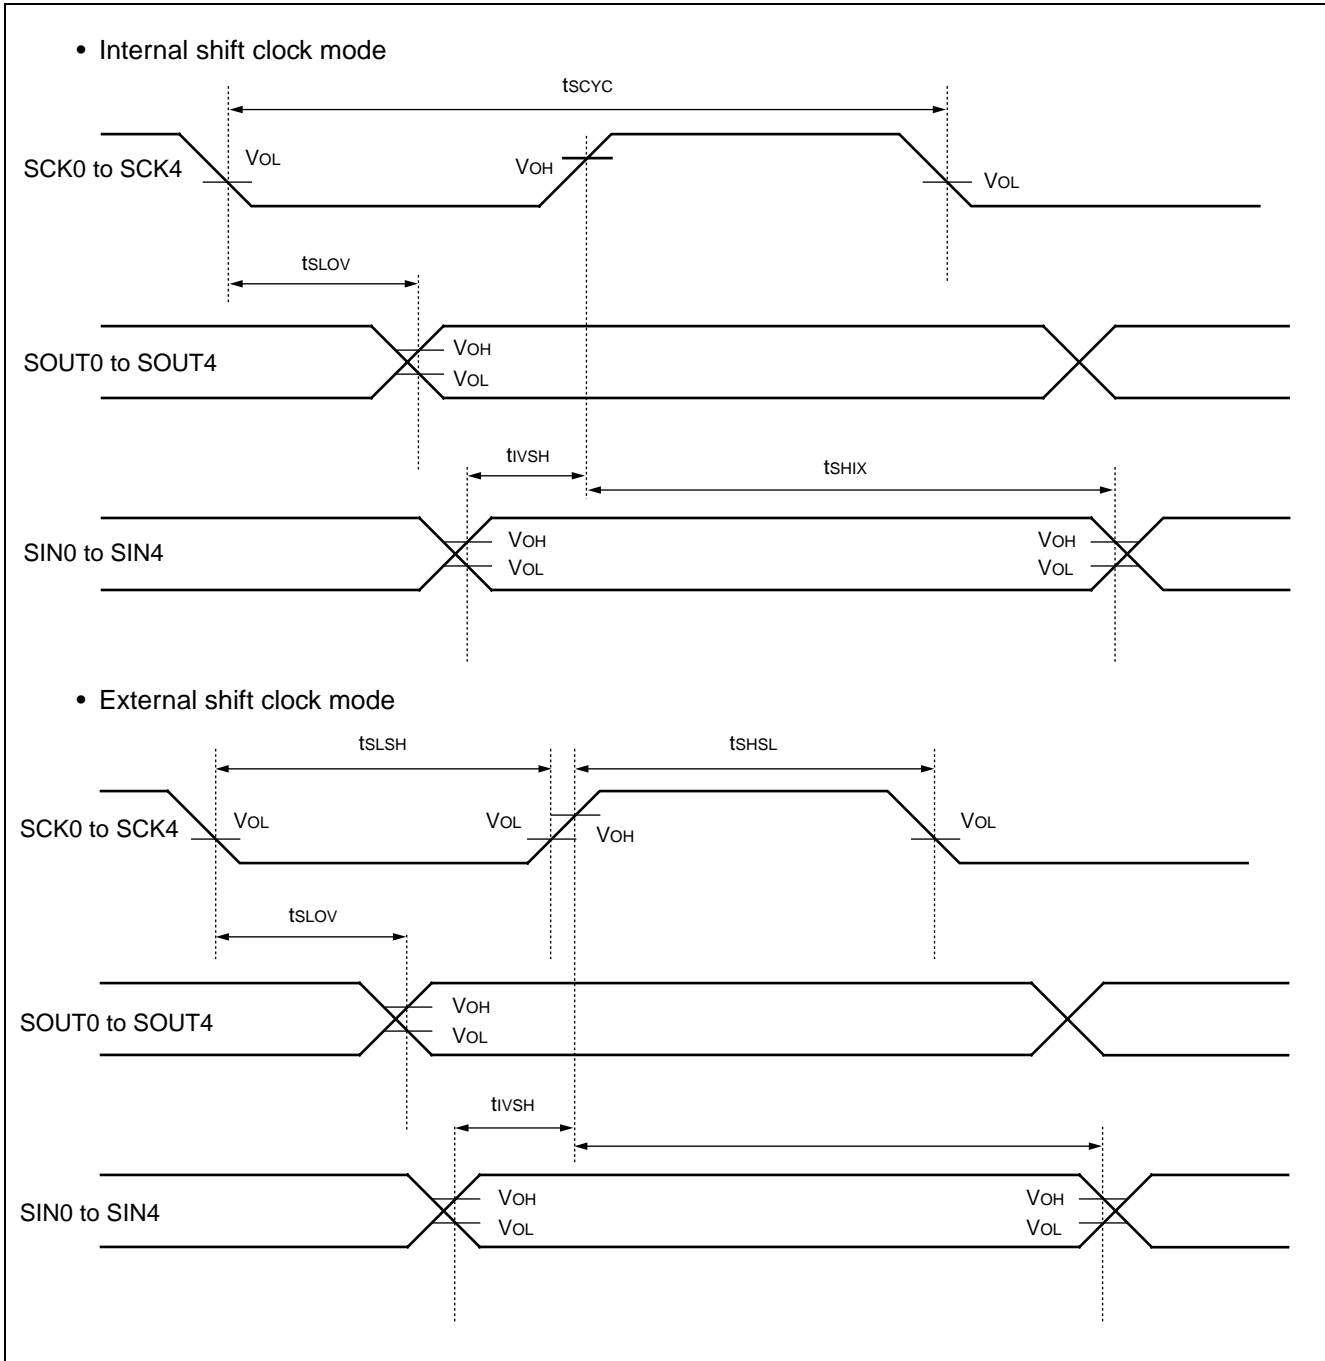 • Internal shift clock mode
tSCYC
SCK0 to SCK4
VOL
VOH
VOL
tSLOV
SOUT0 to SOUT4
VOH
VOL
tIVSH
tSHIX
SIN0 to SIN4
VOH
VOL
VOH
VOL
• External shift clock mode
tSLSH
tSHSL
SCK0 to SCK4
VOL
VOL
VOH
VOL
tSLOV
SOUT0 to SOUT4
VOH
VOL
tIVSH
SIN0 to SIN4
VOH
VOL
VOH
VOL